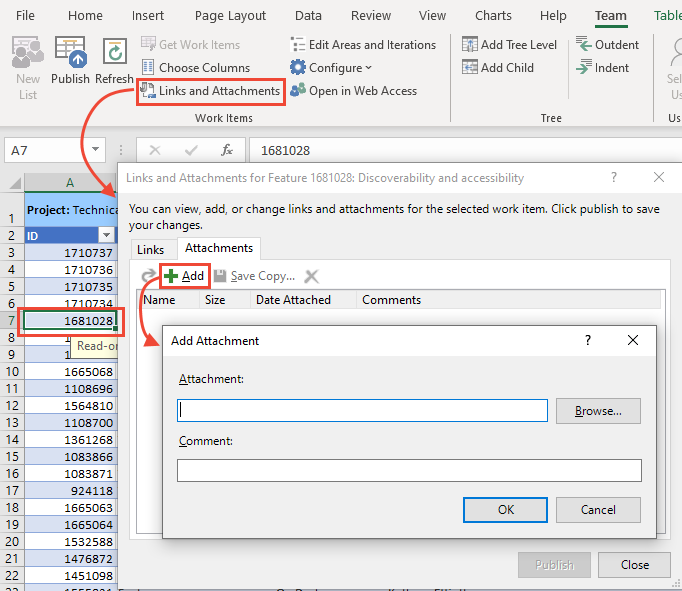 File Home Insert Page Layout Data Review View Charts Help Team Table
Get Work Items Edit Areas and Iterations Add Tree Level Outdent
New List Publish Refresh Choose Columns Configure Add Child Indent
Links and Attachments Open in Web Access
Work Items Tree
A7 fx 1681028
A
Links and Attachments for Feature 1681028: Discoverability and accessibility ?
1 Project: Technica
You can view, add, or change links and attachments for the selected work item. Click publish to save
your changes.
2 ID
Links Attachments
3 1710737
4 1710736
Add Save Copy...
5 1710735
Name Size Date Attached Comments
6 1710734
7 1681028
8
Read-on
9
Add Attachment ?
10 1665068
Attachment:
11 1108696
12 1564810
Browse...
13 1108700
14 1361268
Comment:
15 1083866
16 1083871
17 924118
18 1665063
OK Cancel
19 1665064
20 1532588
21 1476872
Publish Close
22 1451098